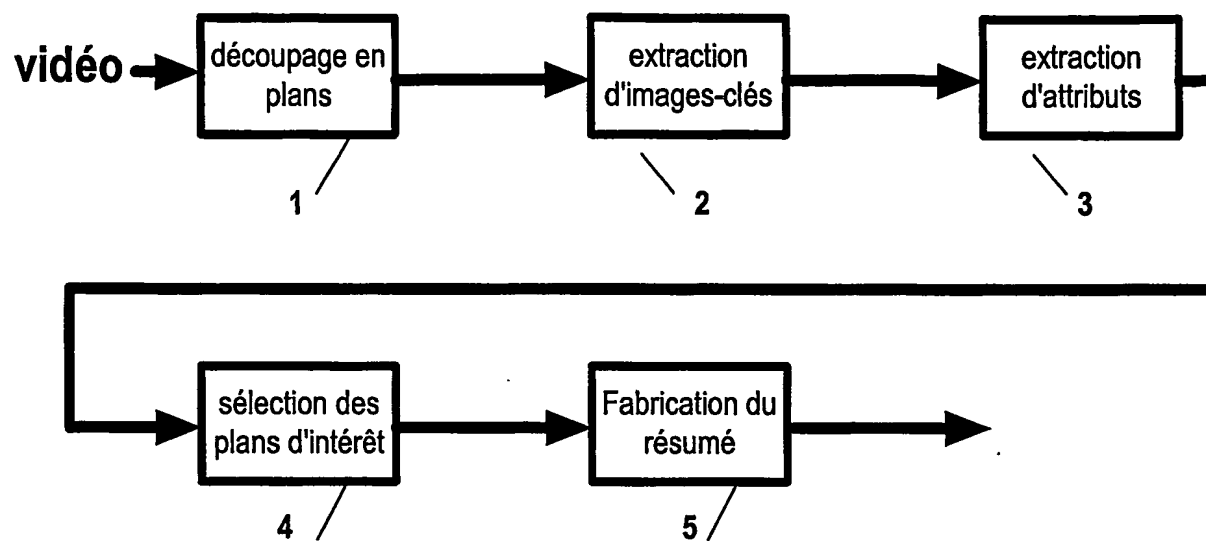 vidéo
découpage en
plans
extraction
d'images-clés
extraction
d'attributs
1
2
3
sélection des
plans d'intérêt
Fabrication du
résumé
4
5